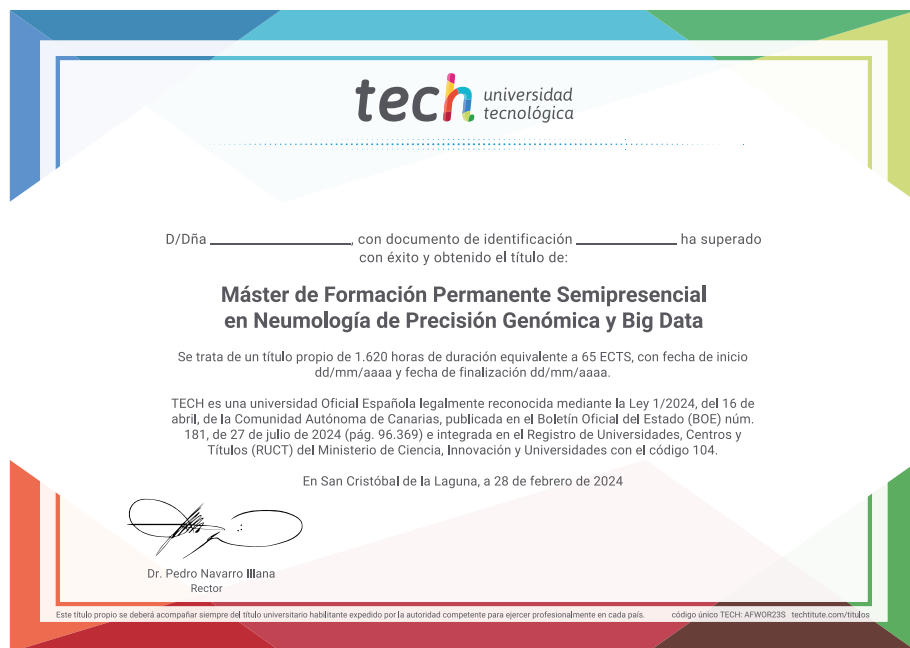 tech universidad
tecnológica
D/Dña ____________, con documento de identificación ____________ ha superado
con éxito y obtenido el título de:
Máster de Formación Permanente Semipresencial
en Neumología de Precisión Genómica y Big Data
Se trata de un título propio de 1.620 horas de duración equivalente a 65 ECTS, con fecha de inicio
dd/mm/aaaa y fecha de finalización dd/mm/aaaa.
TECH es una universidad Oficial Española legalmente reconocida mediante la Ley 1/2024, del 16 de
abril, de la Comunidad Autónoma de Canarias, publicada en el Boletín Oficial del Estado (BOE) núm.
181, de 27 de julio de 2024 (pág. 96.369) e integrada en el Registro de Universidades, Centros y
Títulos (RUCT) del Ministerio de Ciencia, Innovación y Universidades con el código 104.
En San Cristóbal de la Laguna, a 28 de febrero de 2024
Dr. Pedro Navarro Illana
Rector
Este título propio se deberá acompañar siempre del título universitario habilitante expedido por la autoridad competente para ejercer profesionalmente en cada país. código único TECH: AFWOR23S techtitute.com/titulos